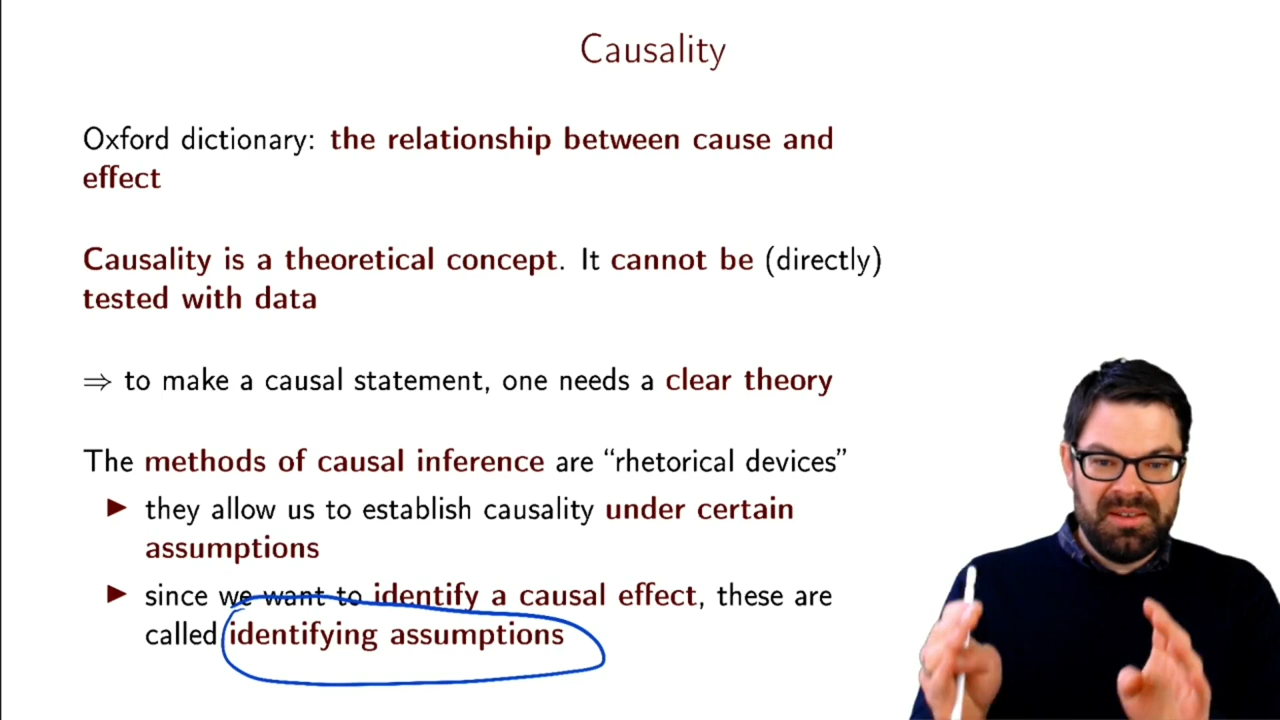 Causality
Oxford dictionary: the relationship between cause and
effect
Causality is a theoretical concept. It cannot be (directly)
tested with data
⇒ to make a causal statement, one needs a clear theory
The methods of causal inference are “rhetorical devices”
▶ they allow us to establish causality under certain
assumptions
▶ since we want to identify a causal effect, these are
called identifying assumptions